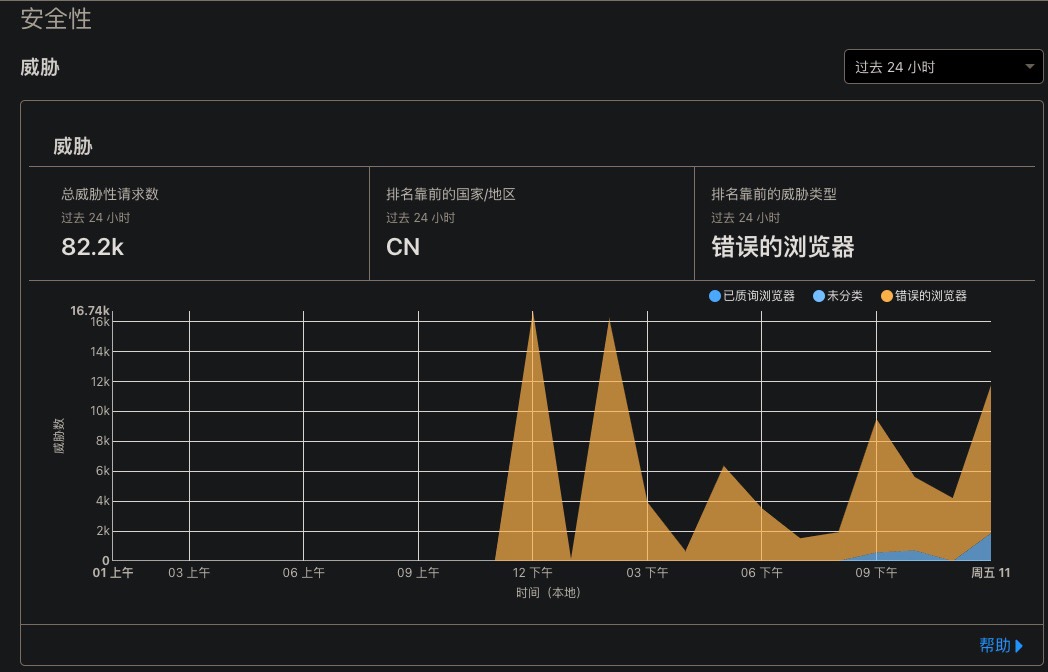 安全性
威胁
过去 24 小时
威胁
总威胁性请求数
过去 24 小时
82.2k
排名靠前的国家/地区
过去 24 小时
CN
排名靠前的威胁类型
过去 24 小时
错误的浏览器
已质询浏览器 未分类 错误的浏览器
16.74k
16k
14k
12k
10k
8k
6k
4k
2k
0
威胁数
01 上午 03 上午 06 上午 09 上午 12 下午 03 下午 06 下午 09 下午 周五 11
时间（本地）
帮助